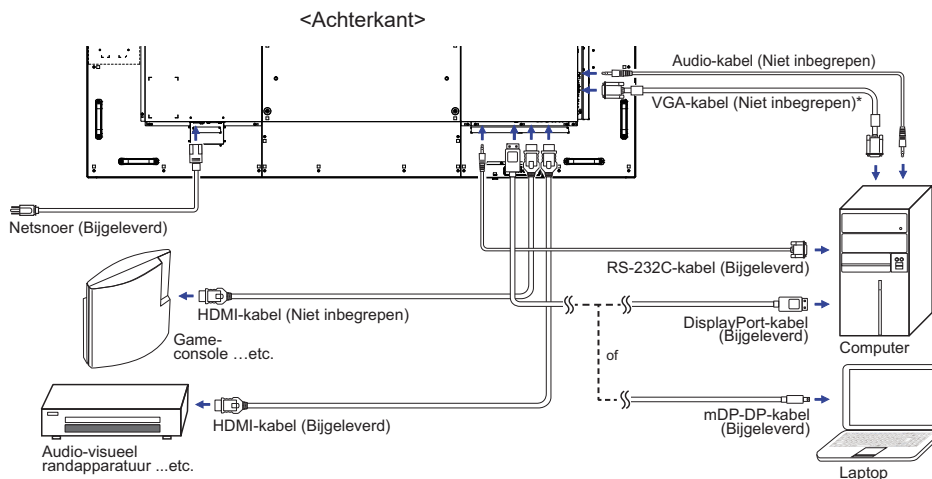 <Achterkant>
Audio-kabel (Niet inbegrepen)
VGA-kabel (Niet inbegrepen)*
Netsnoer (Bijgeleverd)
RS-232C-kabel (Bijgeleverd)
HDMI-kabel (Niet inbegrepen)
Game-
console …etc.
DisplayPort-kabel
(Bijgeleverd)
Computer
of
HDMI-kabel (Bijgeleverd)
mDP-DP-kabel
(Bijgeleverd)
Audio-visueel
randapparatuur ...etc.
Laptop